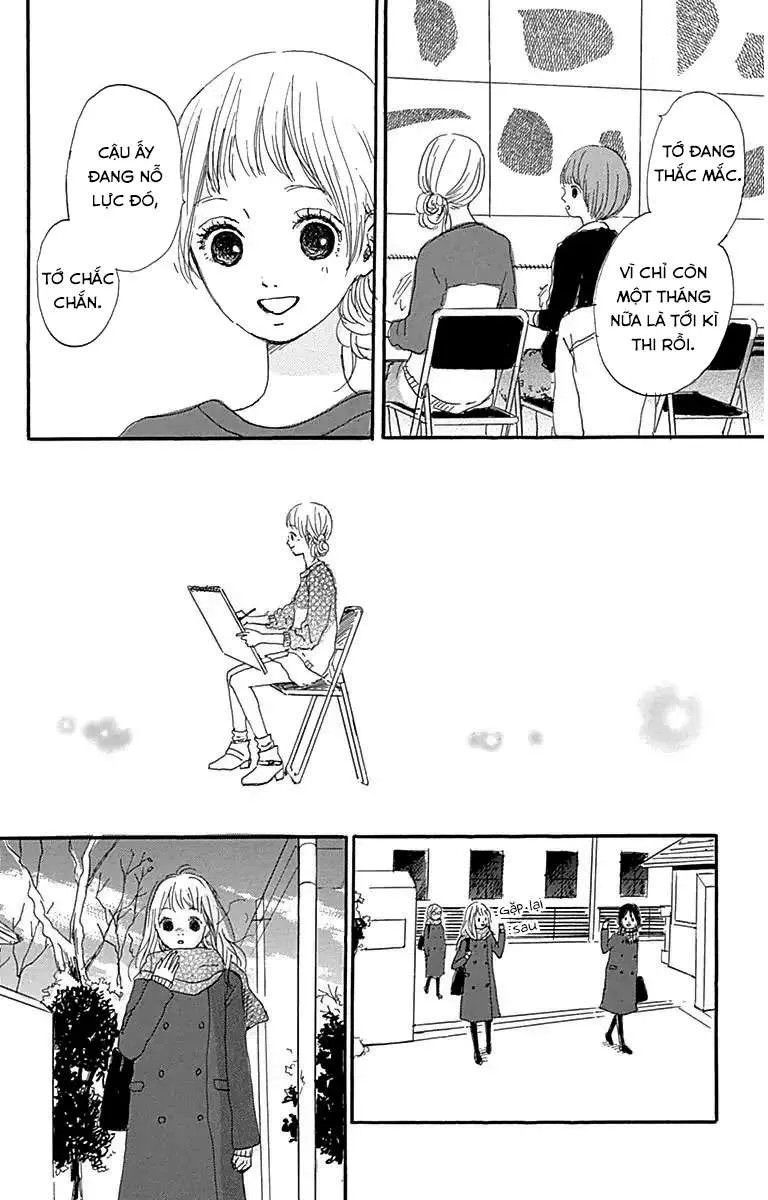 TỚ ĐANG
THẮC MẮC.
VÌ CHỈ CÒN
MỘT THÁNG
NỮA LÀ TỚI KÌ
THI RỒI.
CẬU ẤY
ĐANG NỖ
LỰC ĐÓ,
TỚ CHẮC
CHẮN.
Gặp lại
sau